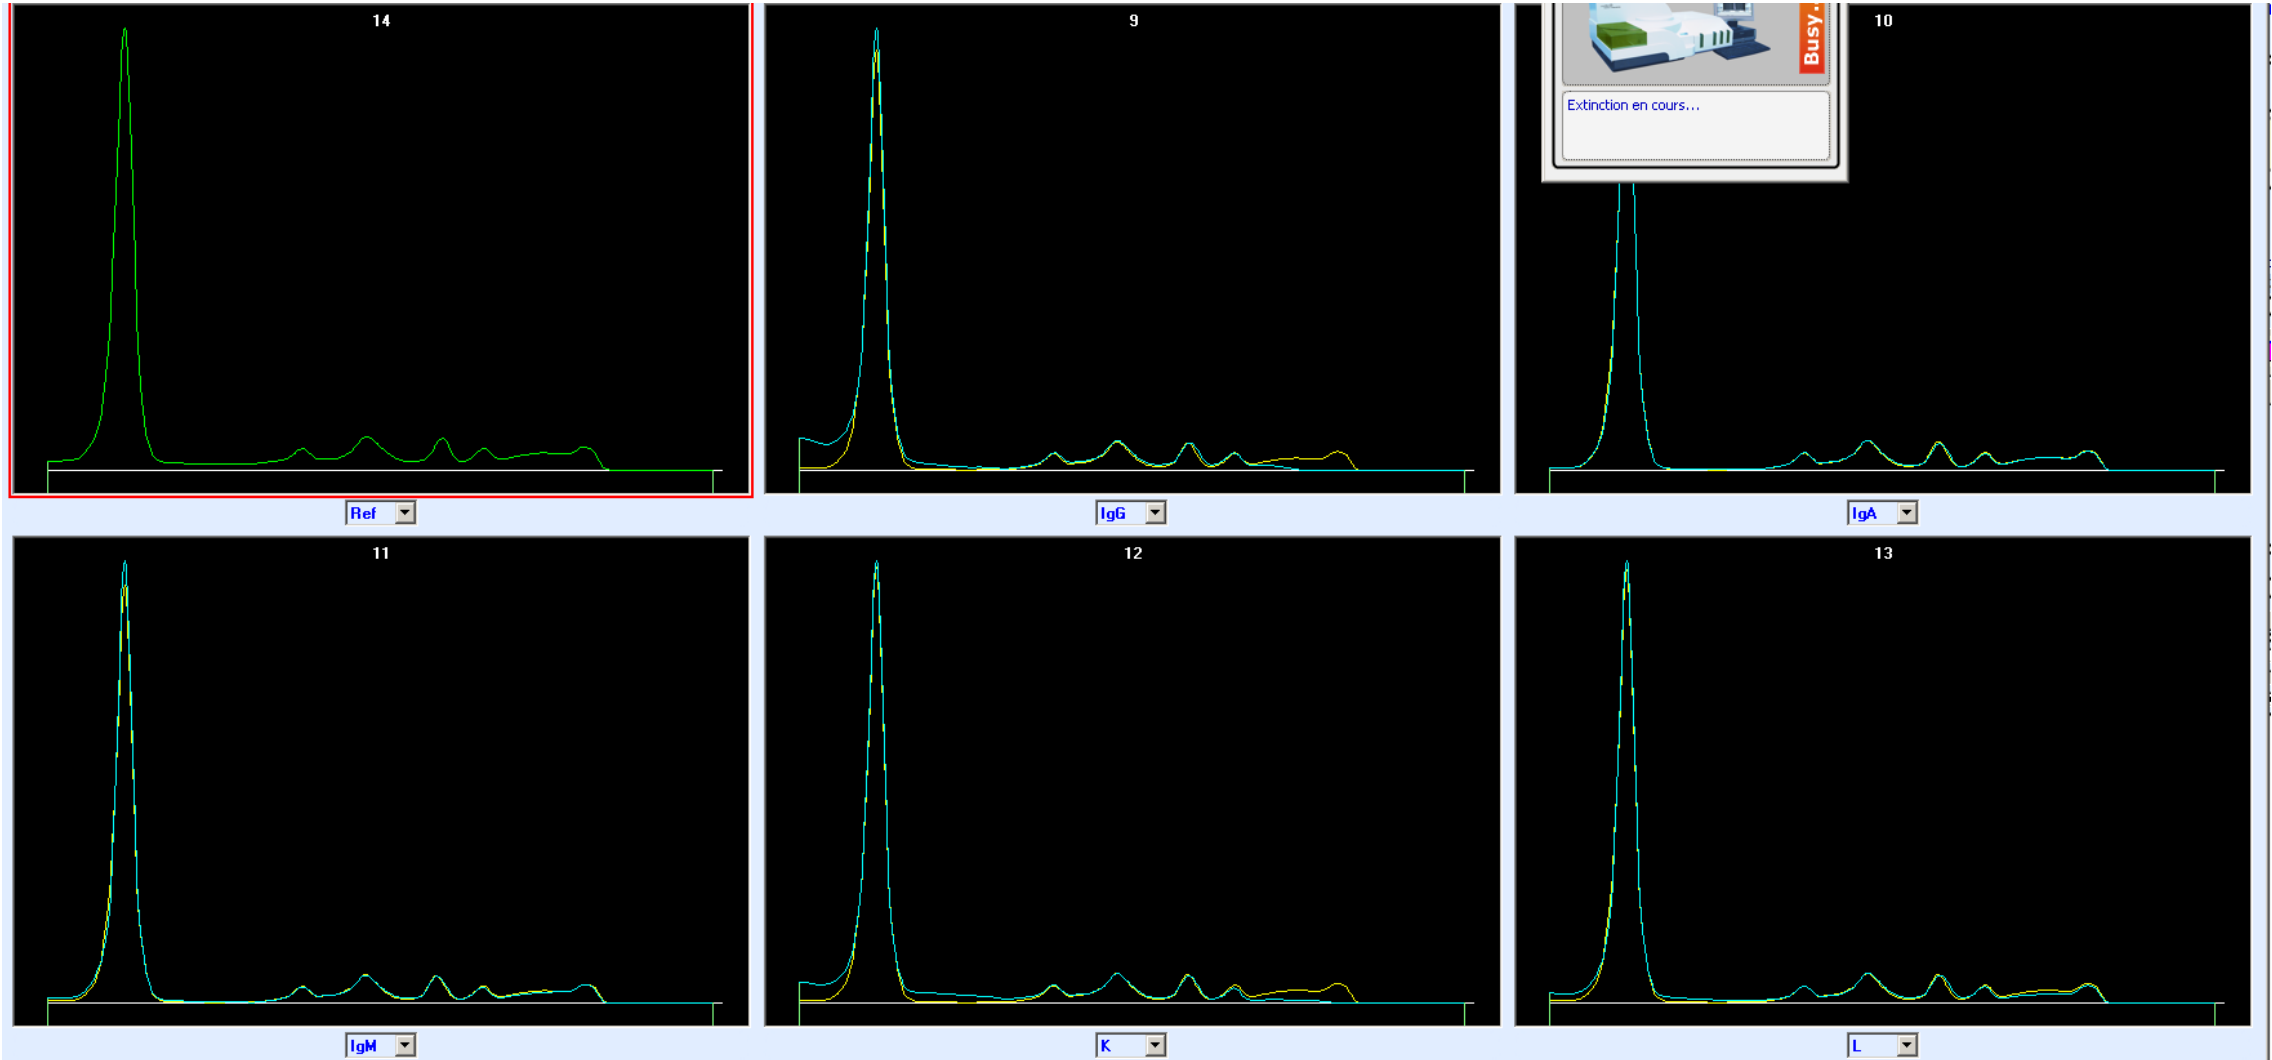 14
9
10
Busy.
Extinction en cours...
Ref
IgG
IgA
11
12
13
IgM
K
L